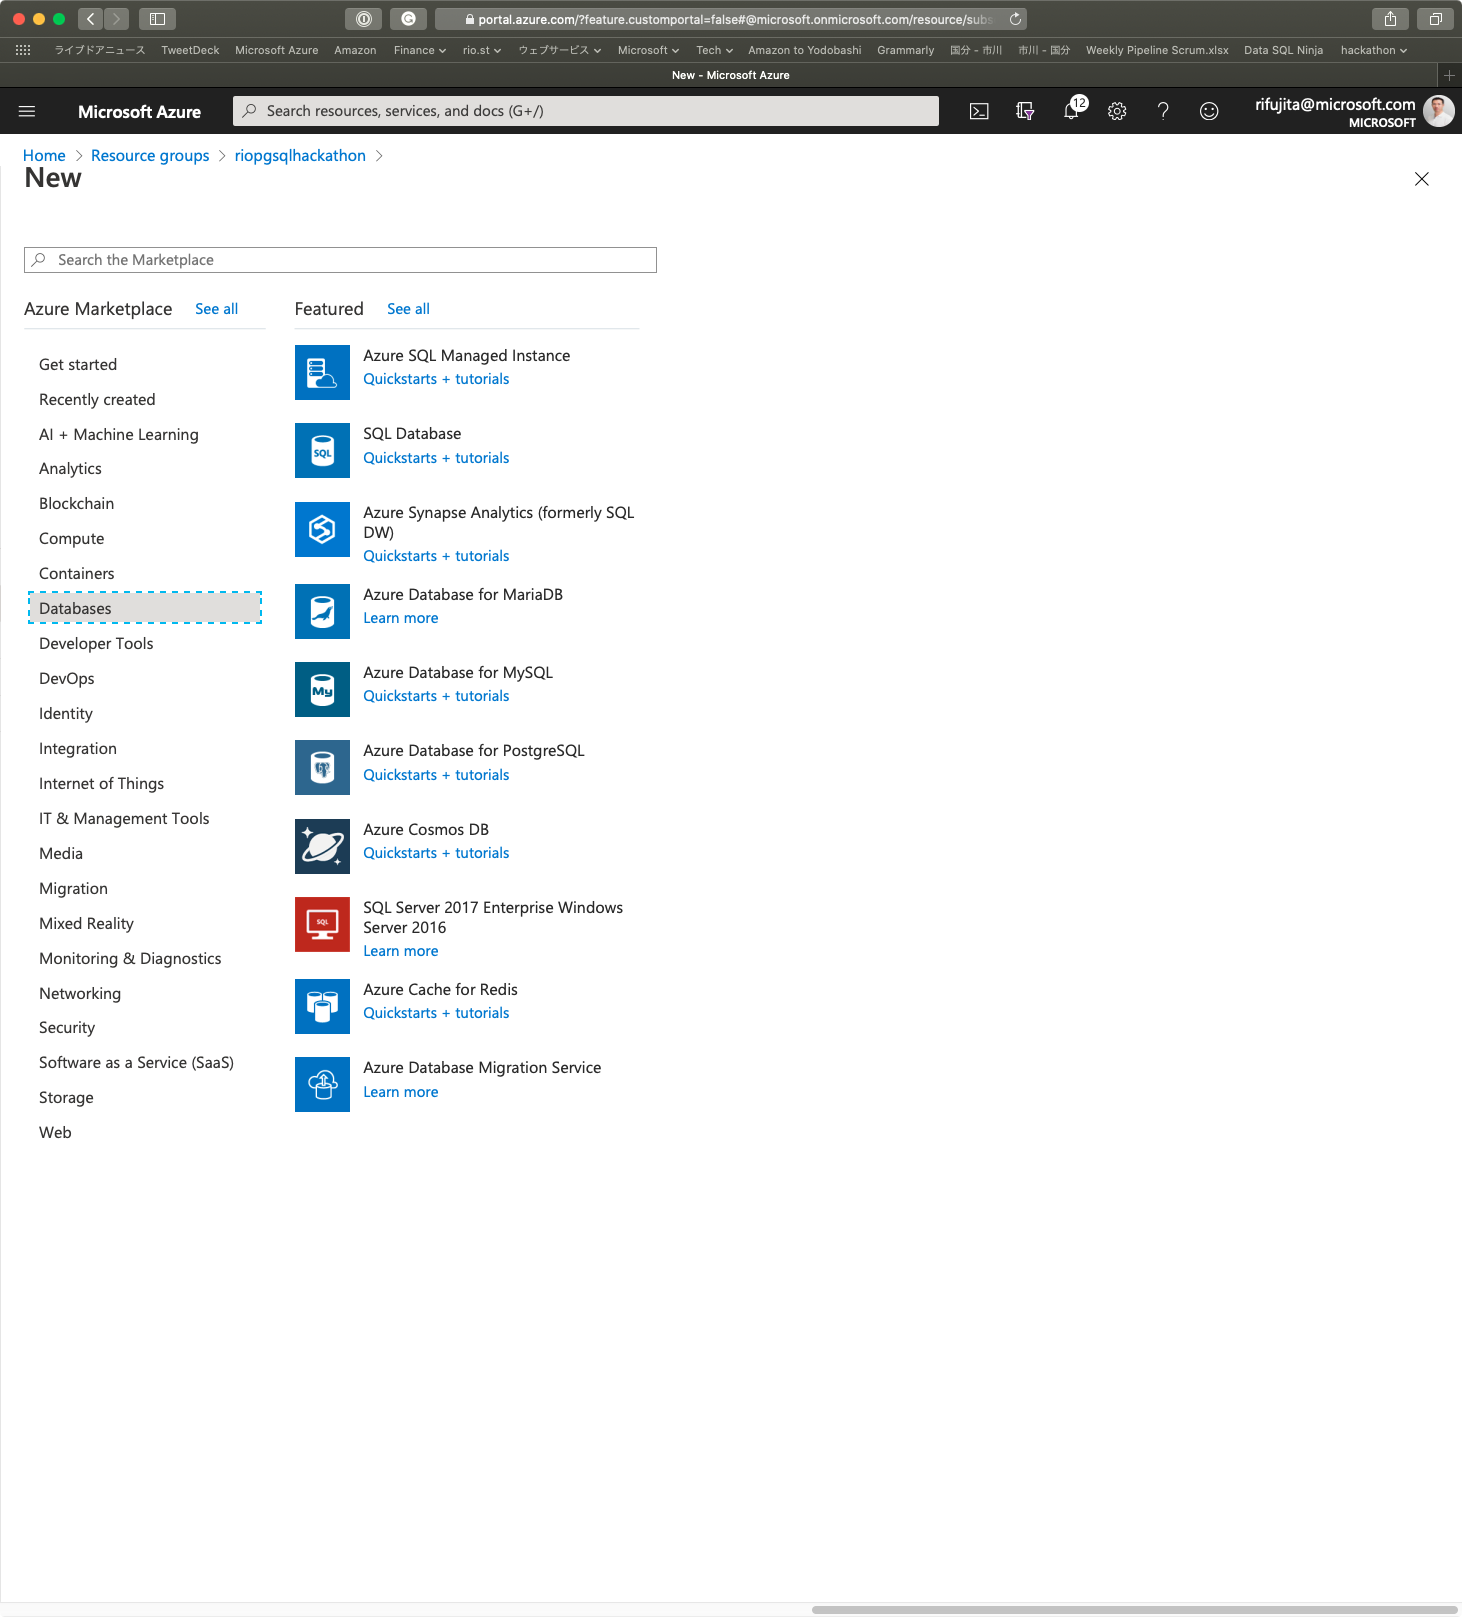 portal.azure.com/?feature.customportal=false#@microsoft.onmicrosoft.com/resource/subs
ライブドアニュース TweetDeck Microsoft Azure Amazon Finance rio.st ウェブサービス Microsoft Tech Amazon to Yodobashi Grammarly 国分 - 市川 市川 - 国分 Weekly Pipeline Scrum.xlsx Data SQL Ninja hackathon
New - Microsoft Azure
Microsoft Azure
Search resources, services, and docs (G+/)
12
rifujita@microsoft.com
MICROSOFT
Home > Resource groups > riopgsqlhackathon >
New
Search the Marketplace
Azure Marketplace See all
Get started
Recently created
AI + Machine Learning
Analytics
Blockchain
Compute
Containers
Databases
Developer Tools
DevOps
Identity
Integration
Internet of Things
IT & Management Tools
Media
Migration
Mixed Reality
Monitoring & Diagnostics
Networking
Security
Software as a Service (SaaS)
Storage
Web
Featured See all
Azure SQL Managed Instance
Quickstarts + tutorials
SQL
SQL Database
Quickstarts + tutorials
Azure Synapse Analytics (formerly SQL
DW)
Quickstarts + tutorials
Azure Database for MariaDB
Learn more
My
Azure Database for MySQL
Quickstarts + tutorials
Azure Database for PostgreSQL
Quickstarts + tutorials
Azure Cosmos DB
Quickstarts + tutorials
SQL
SQL Server 2017 Enterprise Windows
Server 2016
Learn more
Azure Cache for Redis
Quickstarts + tutorials
Azure Database Migration Service
Learn more